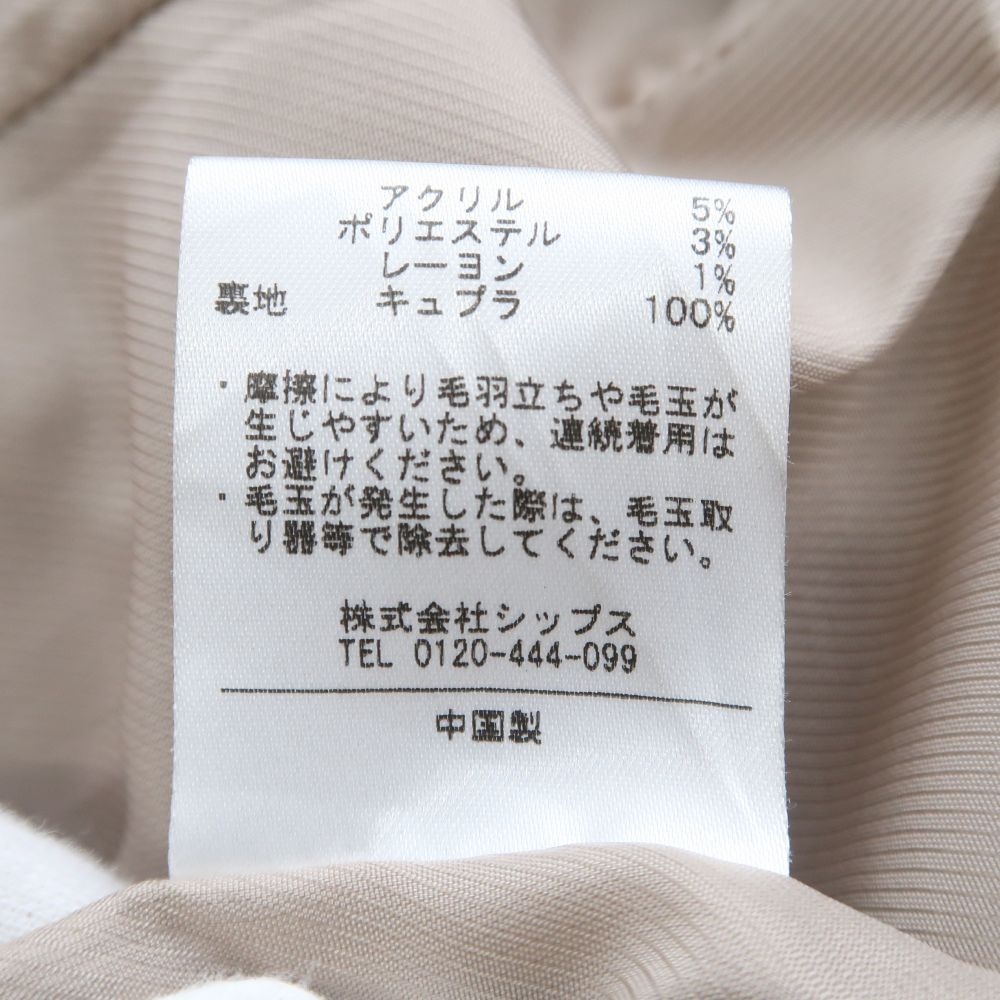 アクリル 5%
ポリエステル 3%
レーヨン 1%
裏地 キュプラ 100%
・摩擦により毛羽立ちや毛玉が
生じやすいため、連続着用は
お避けください。
・毛玉が発生した際は、毛玉取
り器等で除去してください。
株式会社シップス
TEL 0120-444-099
中国製